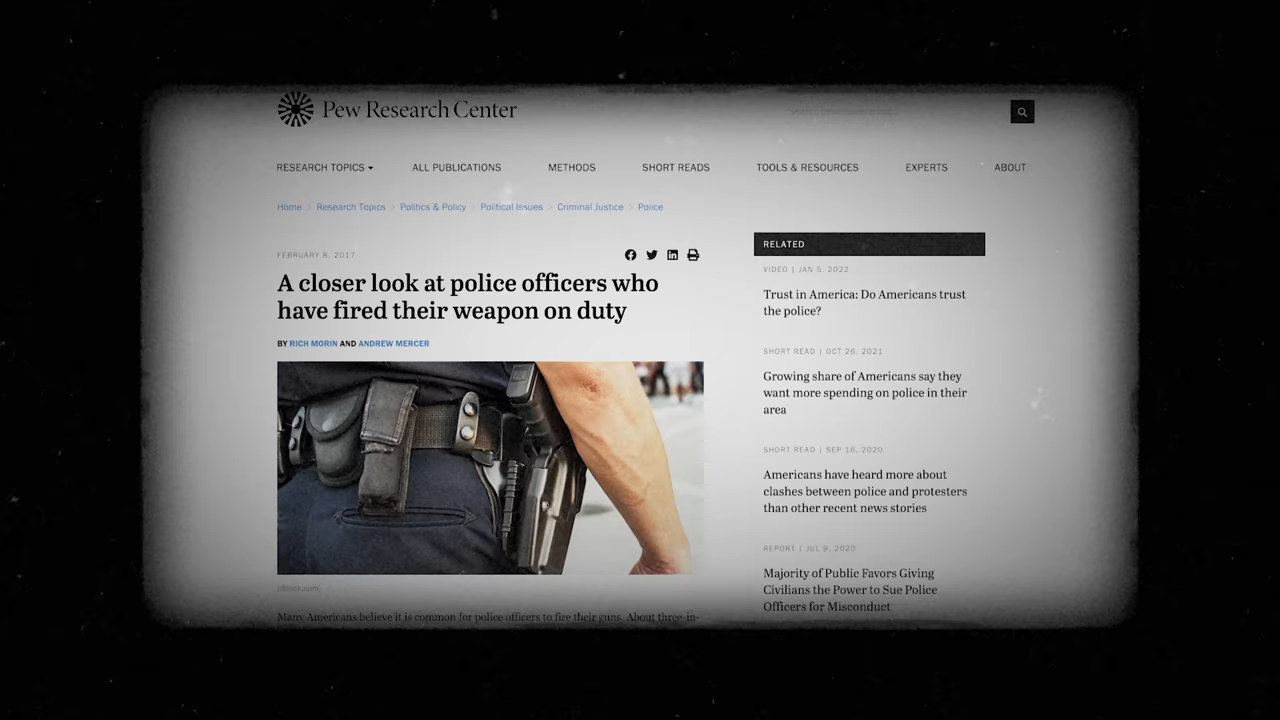 Pew Research Center
RESEARCH TOPICS
ALL PUBLICATIONS
METHODS
SHORT READS
TOOLS & RESOURCES
EXPERTS
ABOUT
Home
Research Topics
Politics & Policy
Political Issues
Criminal Justice
Police
FEBRUARY 8, 2017
A closer look at police officers who
have fired their weapon on duty
BY RICH MORIN AND ANDREW MERCER
(iStock.com)
Many Americans believe it is common for police officers to fire their guns. About three-in-
RELATED
VIDEO | JAN 5, 2022
Trust in America: Do Americans trust
the police?
SHORT READ | OCT 26, 2021
Growing share of Americans say they
want more spending on police in their
area
SHORT READ | SEP 16, 2020
Americans have heard more about
clashes between police and protesters
than other recent news stories
REPORT | JUL 9, 2020
Majority of Public Favors Giving
Civilians the Power to Sue Police
Officers for Misconduct